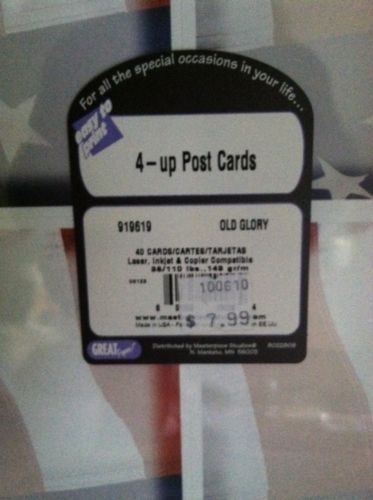 For all the special occasions in your life...
easy to
print
4-up Post Cards
919619 OLD GLORY
40 CARDS/CARTES/TARJETAS
Laser, Inkjet & Copier Compatible
100610
$ 7.99
GREAT
Distributed by Masterpiece Studios®
N. Mankato, MN 56003